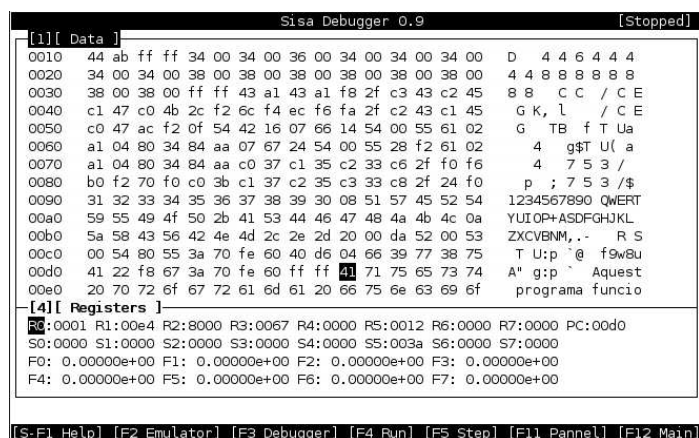 Sisa Debugger 0.9 [Stopped]
[1][ Data ]
0010 44 ab ff ff 34 00 34 00 36 00 34 00 34 00 34 00 D 4 4 6 4 4 4
0020 34 00 34 00 38 00 38 00 38 00 38 00 38 00 38 00 4 4 8 8 8 8 8 8
0030 38 00 38 00 ff ff 43 a1 43 a1 f8 2f c3 43 c2 45 8 8 C C / C E
0040 c1 47 c0 4b 2c f2 6c f4 ec f6 fa 2f c2 43 c1 45 G K, l / C E
0050 c0 47 ac f2 0f 54 42 16 07 66 14 54 00 55 61 02 G TB f T Ua
0060 a1 04 80 34 84 aa 07 67 24 54 00 55 28 f2 61 02 4 g$T U( a
0070 a1 04 80 34 84 aa c0 37 c1 35 c2 33 c6 2f f0 f6 4 7 5 3 /
0080 b0 f2 70 f0 c0 3b c1 37 c2 35 c3 33 c8 2f 24 f0 p ; 7 5 3 /$
0090 31 32 33 34 35 36 37 38 39 30 08 51 57 45 52 54 1234567890 QWERT
00a0 59 55 49 4f 50 2b 41 53 44 46 47 48 4a 4b 4c 0a YUIOP+ASDFGHJKL
00b0 5a 58 43 56 42 4e 4d 2c 2e 2d 20 00 da 52 00 53 ZXCVBNM,.- R S
00c0 00 54 80 55 3a 70 fe 60 40 d6 04 66 39 77 38 75 T U:p `@ f9w8u
00d0 41 22 f8 67 3a 70 fe 60 ff ff 41 71 75 65 73 74 A" g:p ` Aquest
00e0 20 70 72 6f 67 72 61 6d 61 20 66 75 6e 63 69 6f programa funcio
[4][ Registers ]
R0:0001 R1:00e4 R2:8000 R3:0067 R4:0000 R5:0012 R6:0000 R7:0000 PC:00d0
S0:0000 S1:0000 S2:0000 S3:0000 S4:0000 S5:003a S6:0000 S7:0000
F0: 0.00000e+00 F1: 0.00000e+00 F2: 0.00000e+00 F3: 0.00000e+00
F4: 0.00000e+00 F5: 0.00000e+00 F6: 0.00000e+00 F7: 0.00000e+00
[S-F1 Help] [F2 Emulator] [F3 Debugger] [F4 Run] [F5 Step] [F11 Pannel] [F12 Main]